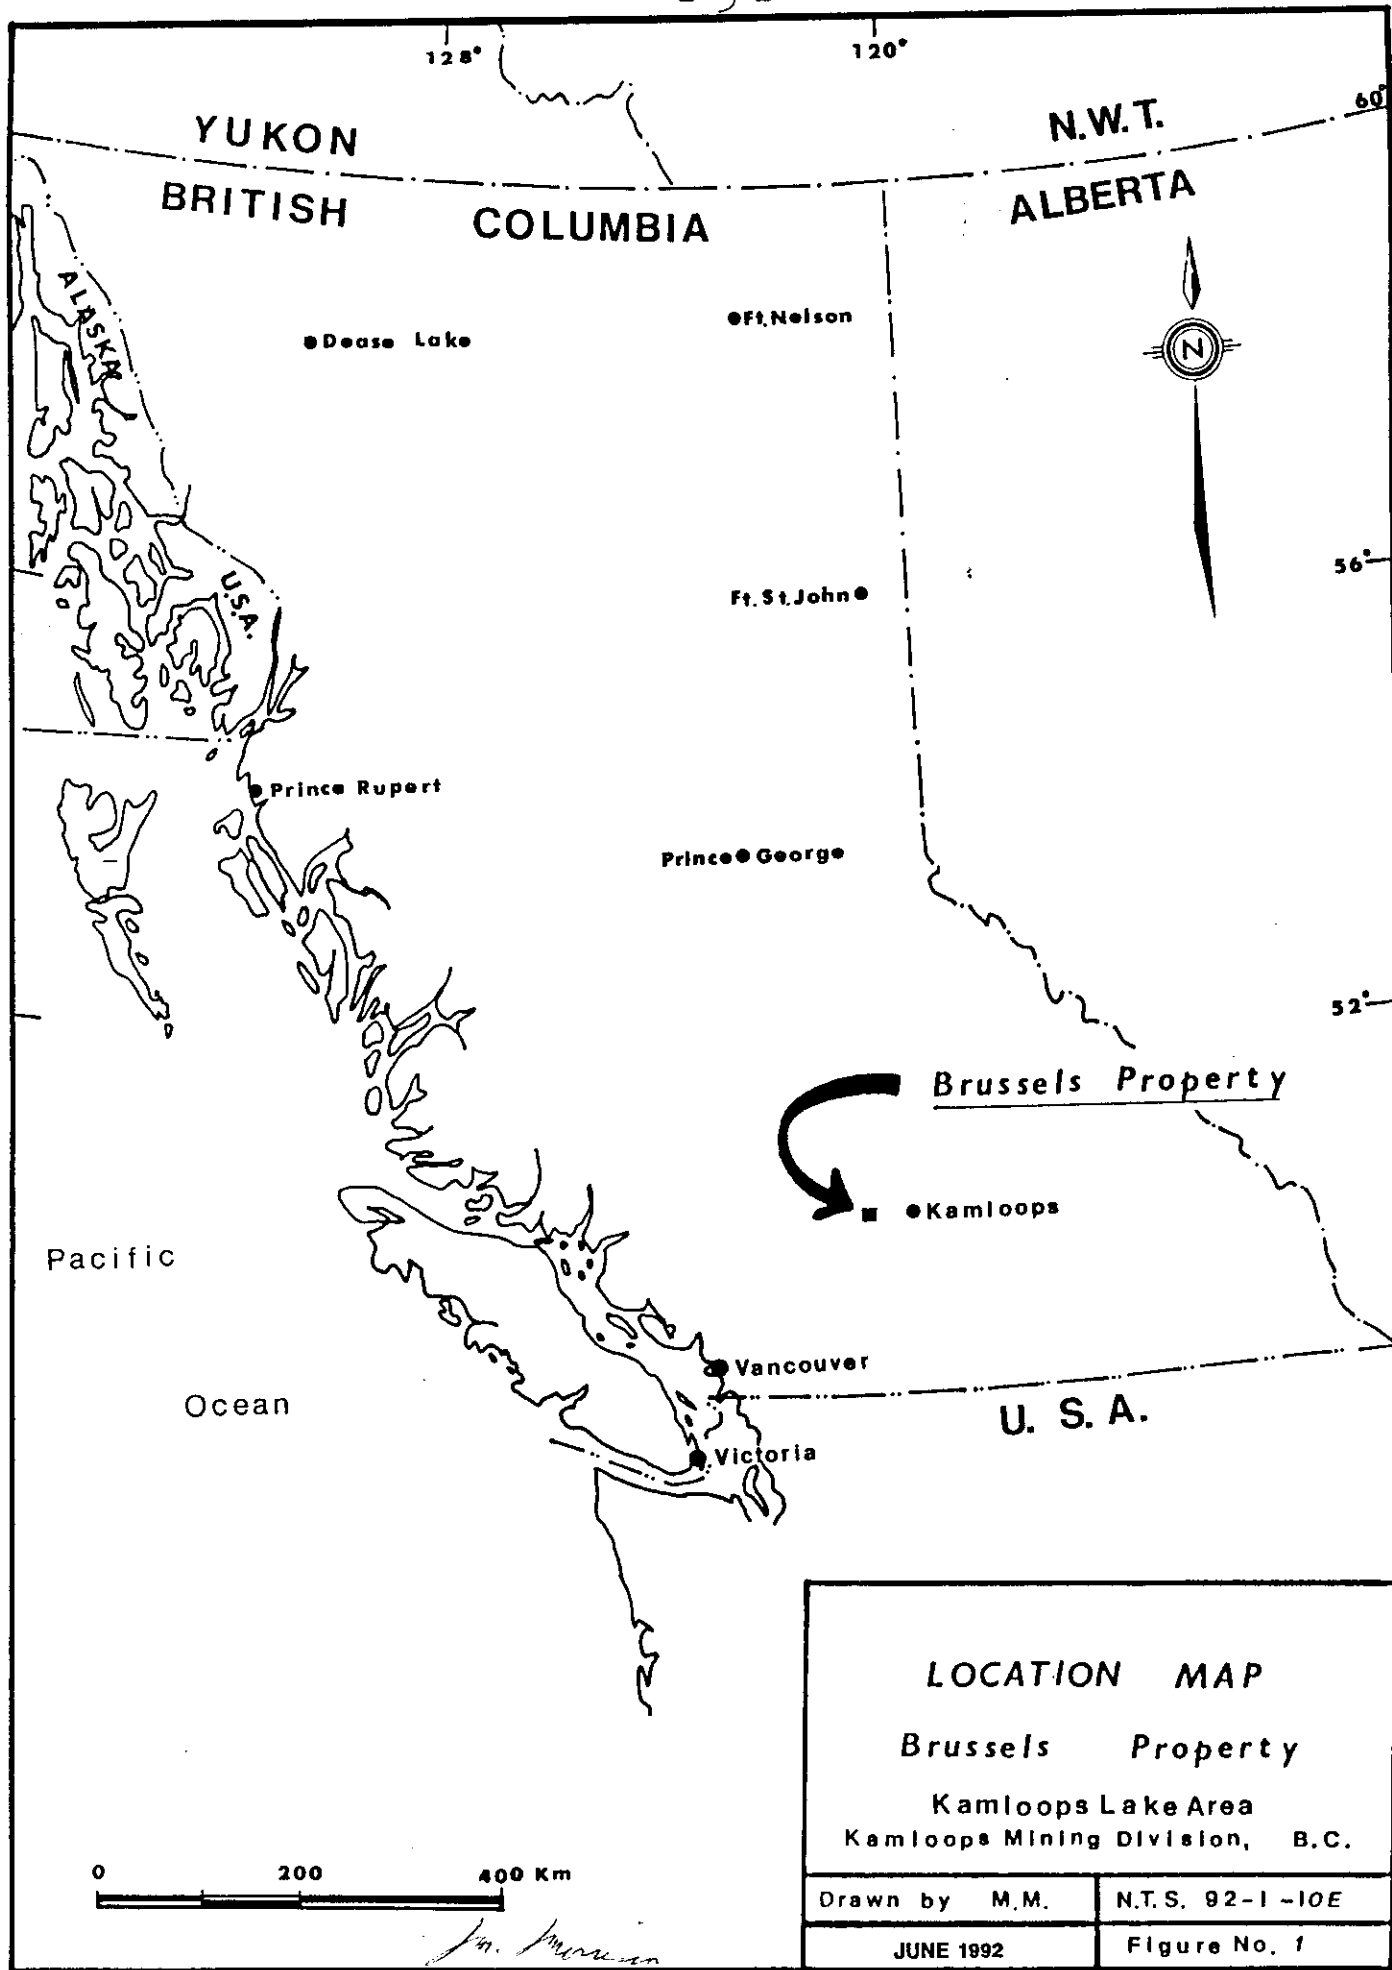 128°
120°
60°
YUKON
N.W.T.
BRITISH COLUMBIA
ALBERTA
ALASKA
Dease Lake
Ft. Nelson
N
56°
U.S.A.
Ft. St. John
Prince Rupert
Prince George
52°
Brussels Property
Kamloops
Pacific
Ocean
Vancouver
U. S. A.
Victoria
LOCATION MAP
Brussels Property
Kamloops Lake Area
Kamloops Mining Division, B.C.
0 200 400 Km
Drawn by M.M.
N.T.S. 92-I-10E
JUNE 1992
Figure No. 1